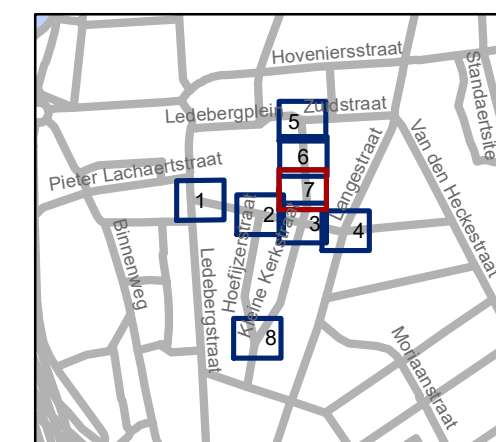 Hoveniersstraat
Standaertsite
Ledebergplein
Zuidstraat
5
Van den Heckestraat
6
Langestraat
Pieter Lachaertstraat
7
1
2
3
4
Hoefijzerstraat
Kleine Kerkstraat
Binnenweg
Ledebergstraat
8
Moriaanstraat